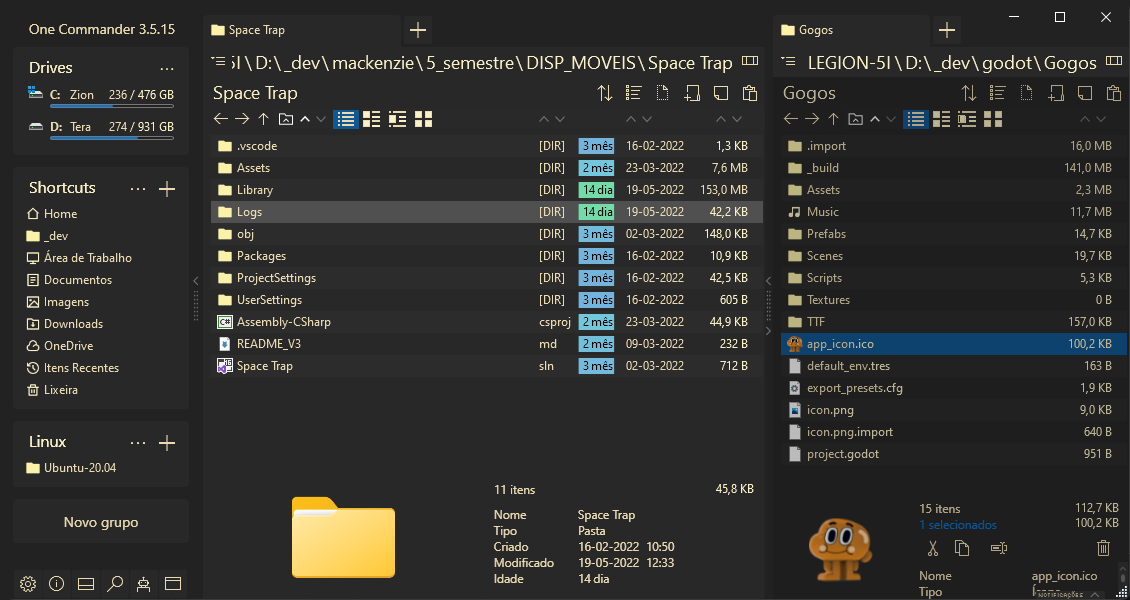 One Commander 3.5.15
Drives ...
C: Zion 236 / 476 GB
D: Tera 274 / 931 GB
Shortcuts ... +
Home
_dev
Área de Trabalho
Documentos
Imagens
Downloads
OneDrive
Itens Recentes
Lixeira
Linux ... +
Ubuntu-20.04
Novo grupo
Space Trap +
5I \ D: \ _dev \ mackenzie \ 5_semestre \ DISP_MOVEIS \ Space Trap
Space Trap
.vscode [DIR] 3 mês 16-02-2022 1,3 KB
Assets [DIR] 2 mês 23-03-2022 7,6 MB
Library [DIR] 14 dia 19-05-2022 153,0 MB
Logs [DIR] 14 dia 19-05-2022 42,2 KB
obj [DIR] 3 mês 02-03-2022 148,0 KB
Packages [DIR] 3 mês 16-02-2022 10,9 KB
ProjectSettings [DIR] 3 mês 16-02-2022 42,5 KB
UserSettings [DIR] 3 mês 16-02-2022 605 B
C# Assembly-CSharp csproj 2 mês 23-03-2022 44,9 KB
README_V3 md 2 mês 09-03-2022 232 B
Space Trap sln 3 mês 02-03-2022 712 B
11 itens 45,8 KB
Nome Space Trap
Tipo Pasta
Criado 16-02-2022 10:50
Modificado 19-05-2022 12:33
Idade 14 dia
Gogos +
LEGION-5I \ D: \ _dev \ godot \ Gogos
Gogos
.import 16,0 MB
_build 141,0 MB
Assets 2,3 MB
Music 11,7 MB
Prefabs 14,7 KB
Scenes 19,7 KB
Scripts 5,3 KB
Textures 0 B
TTF 157,0 KB
app_icon.ico 100,2 KB
default_env.tres 163 B
export_presets.cfg 1,9 KB
icon.png 9,0 KB
icon.png.import 640 B
project.godot 951 B
15 itens 112,7 KB
1 selecionados 100,2 KB
Nome app_icon.ico
Tipo
NOTIFICAÇÕES